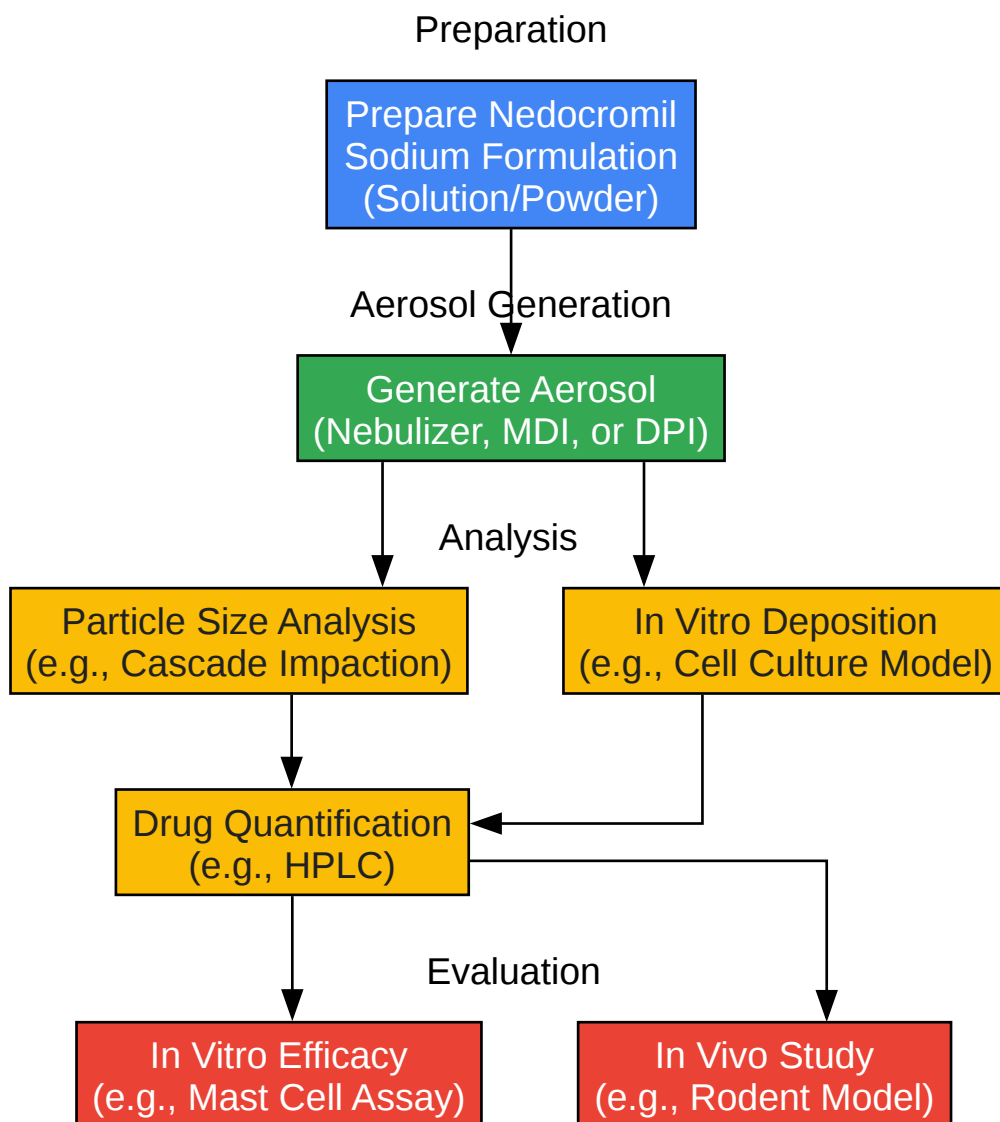 Preparation
Prepare Nedocromil
Sodium Formulation
(Solution/Powder)
Aerosol Generation
Generate Aerosol
(Nebulizer, MDI, or DPI)
Analysis
Particle Size Analysis
(e.g., Cascade Impaction)
In Vitro Deposition
(e.g., Cell Culture Model)
Drug Quantification
(e.g., HPLC)
Evaluation
In Vitro Efficacy
(e.g., Mast Cell Assay)
In Vivo Study
(e.g., Rodent Model)